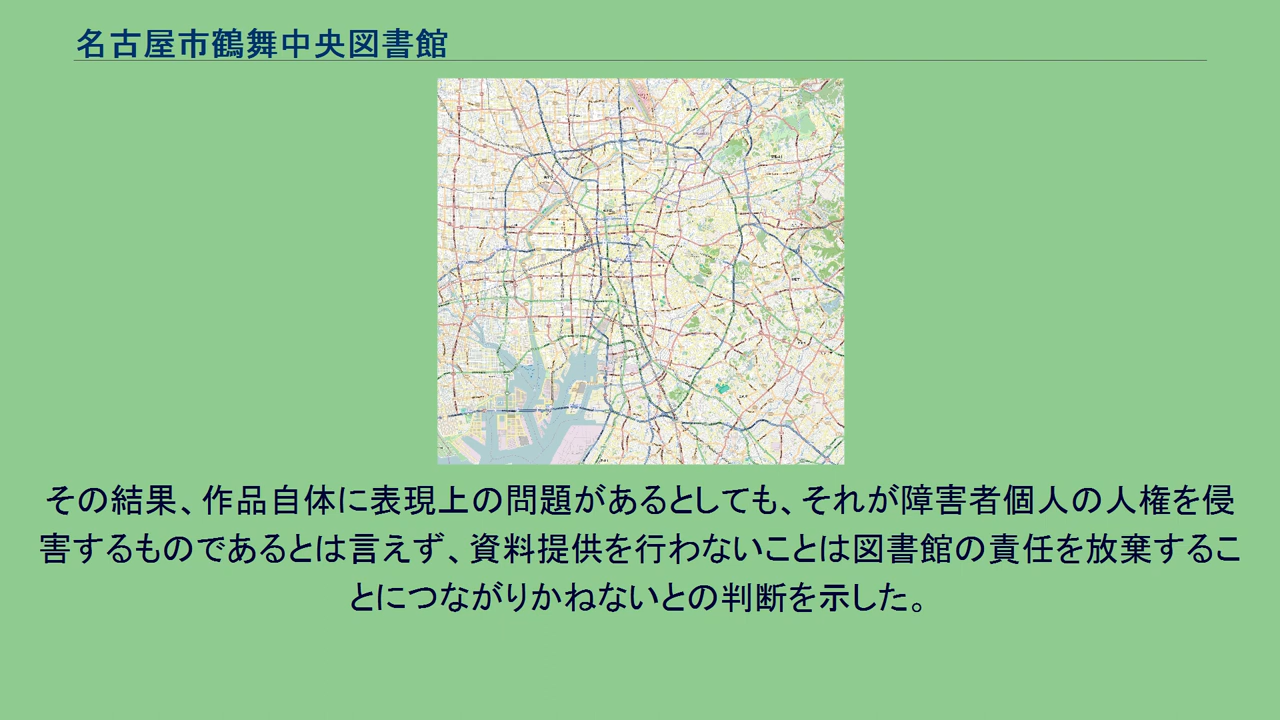 名古屋市鶴舞中央図書館
その結果、作品自体に表現上の問題があるとしても、それが障害者個人の人権を侵
害するものであるとは言えず、資料提供を行わないことは図書館の責任を放棄するこ
とにつながりかねないとの判断を示した。